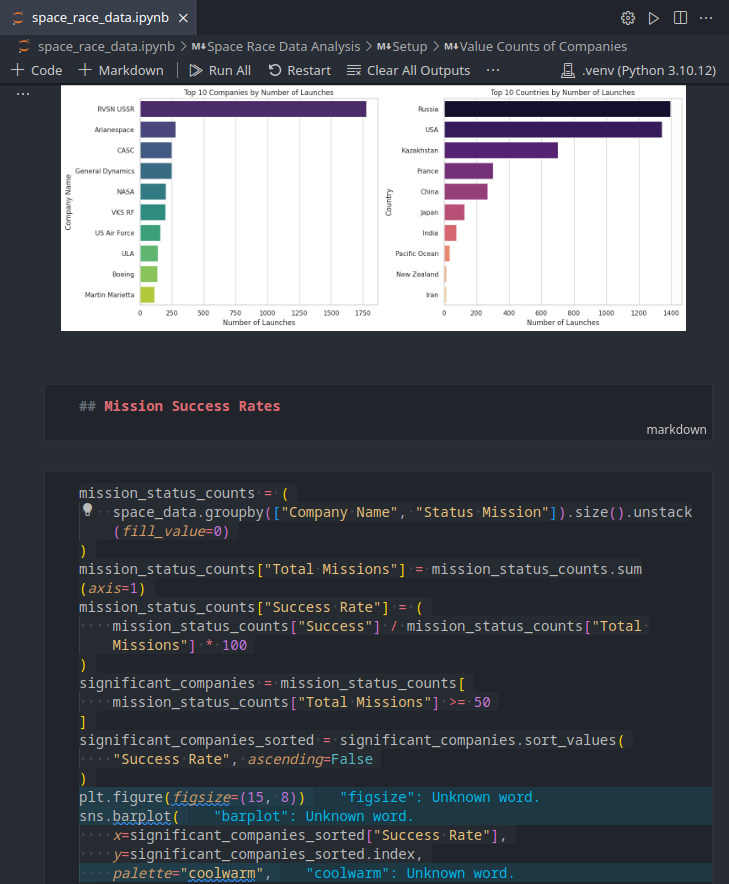 space_race_data.ipynb ×
space_race_data.ipynb > M↓Space Race Data Analysis > M↓Setup > M↓Value Counts of Companies
+ Code + Markdown | Run All Restart Clear All Outputs ··· .venv (Python 3.10.12)
Top 10 Companies by Number of Launches
Company Name
RVSN USSR
Arianespace
CASC
General Dynamics
NASA
VKS RF
US Air Force
ULA
Boeing
Martin Marietta
0 250 500 750 1000 1250 1500 1750
Number of Launches
Top 10 Countries by Number of Launches
Country
Russia
USA
Kazakhstan
France
China
Japan
India
Pacific Ocean
New Zealand
Iran
0 200 400 600 800 1000 1200 1400
Number of Launches
## Mission Success Rates
markdown
mission_status_counts = (
    space_data.groupby(["Company Name", "Status Mission"]).size().unstack
    (fill_value=0)
)
mission_status_counts["Total Missions"] = mission_status_counts.sum
(axis=1)
mission_status_counts["Success Rate"] = (
    mission_status_counts["Success"] / mission_status_counts["Total
    Missions"] * 100
)
significant_companies = mission_status_counts[
    mission_status_counts["Total Missions"] >= 50
]
significant_companies_sorted = significant_companies.sort_values(
    "Success Rate", ascending=False
)
plt.figure(figsize=(15, 8)) "figsize": Unknown word.
sns.barplot( "barplot": Unknown word.
    x=significant_companies_sorted["Success Rate"],
    y=significant_companies_sorted.index,
    palette="coolwarm", "coolwarm": Unknown word.